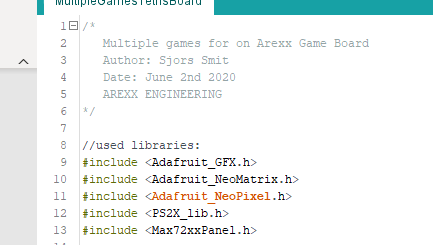 MultipleGamesTetrisBoard
1 /*
2 Multiple games for on Arexx Game Board
3 Author: Sjors Smit
4 Date: June 2nd 2020
5 AREXX ENGINEERING
6 */
7
8 //used libraries:
9 #include <Adafruit_GFX.h>
10 #include <Adafruit_NeoMatrix.h>
11 #include <Adafruit_NeoPixel.h>
12 #include <PS2X_lib.h>
13 #include <Max72xxPanel.h>